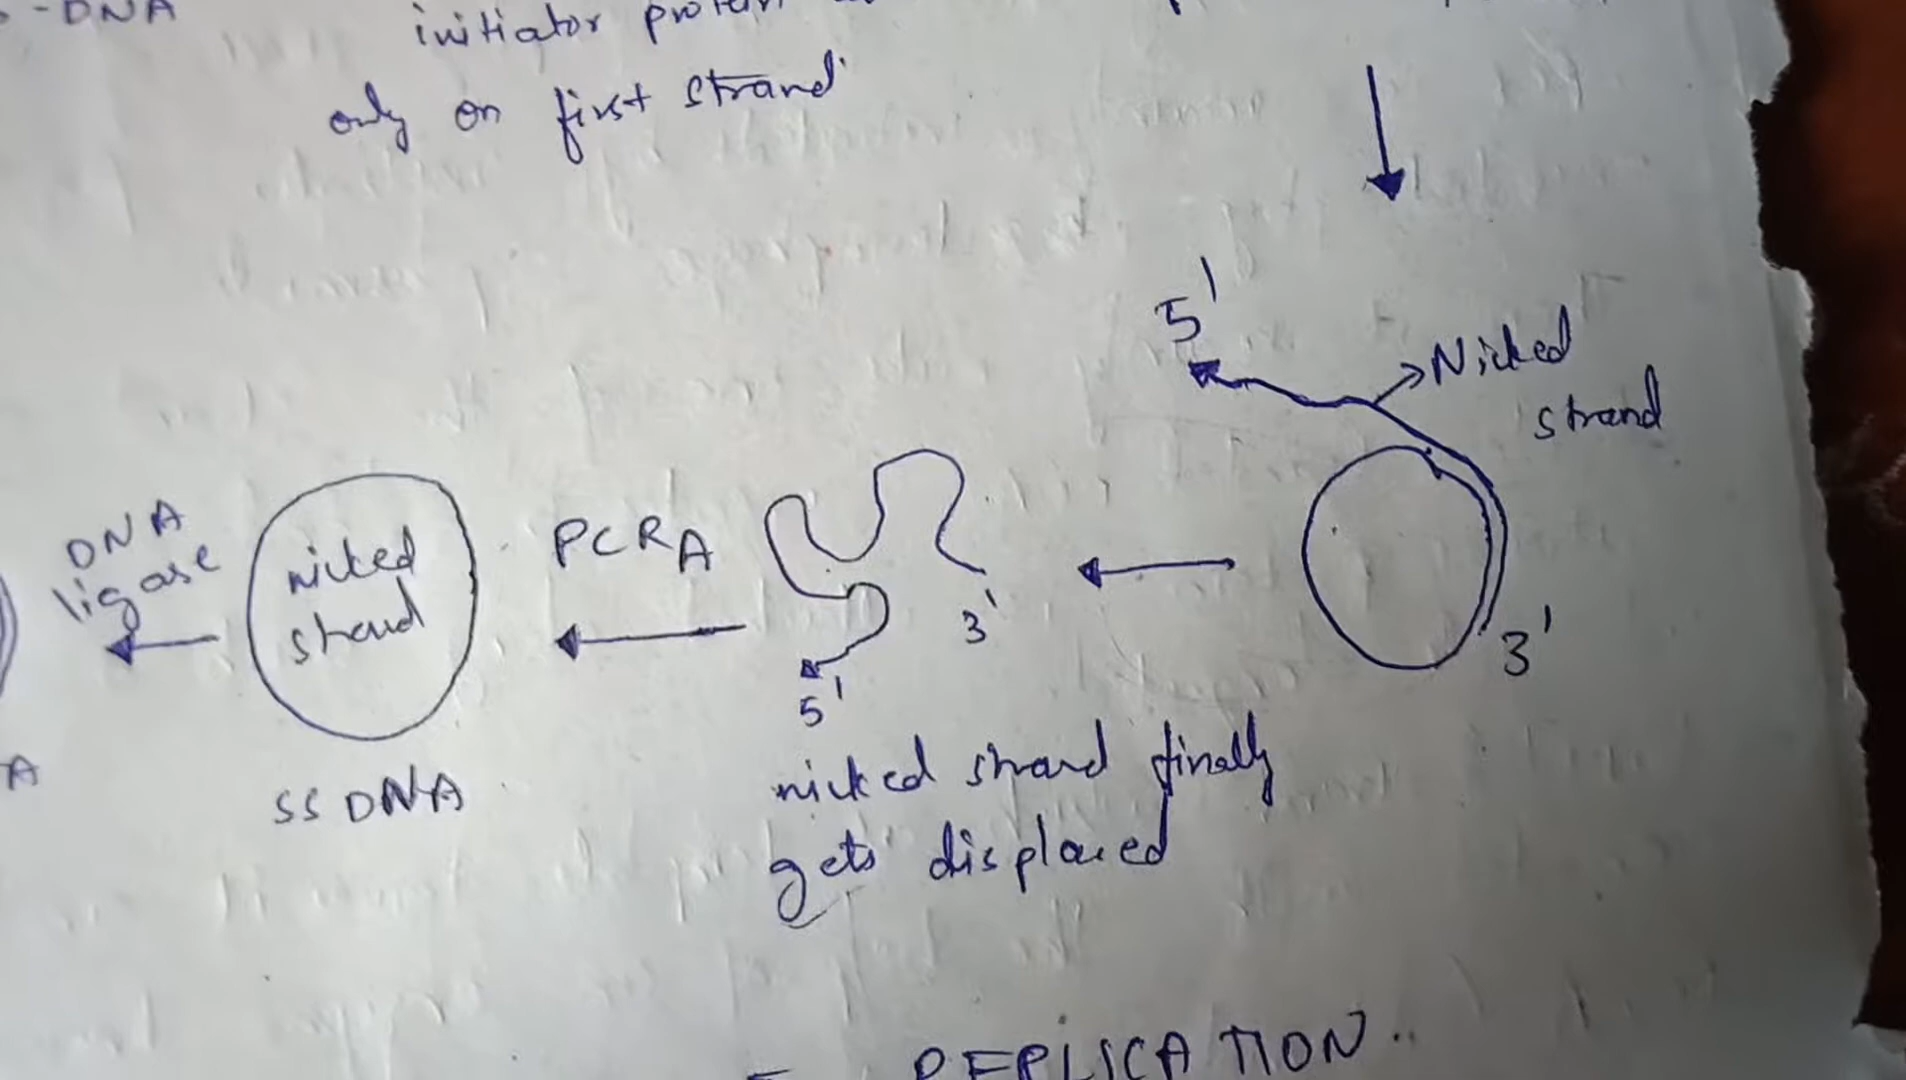 -DNA
initiator protein
only on first strand
5'
Nicked
strand
3'
3'
5'
nicked strand finally
gets displaced
PCRA
nicked
strand
SS DNA
DNA
ligase
A
REPLICATION